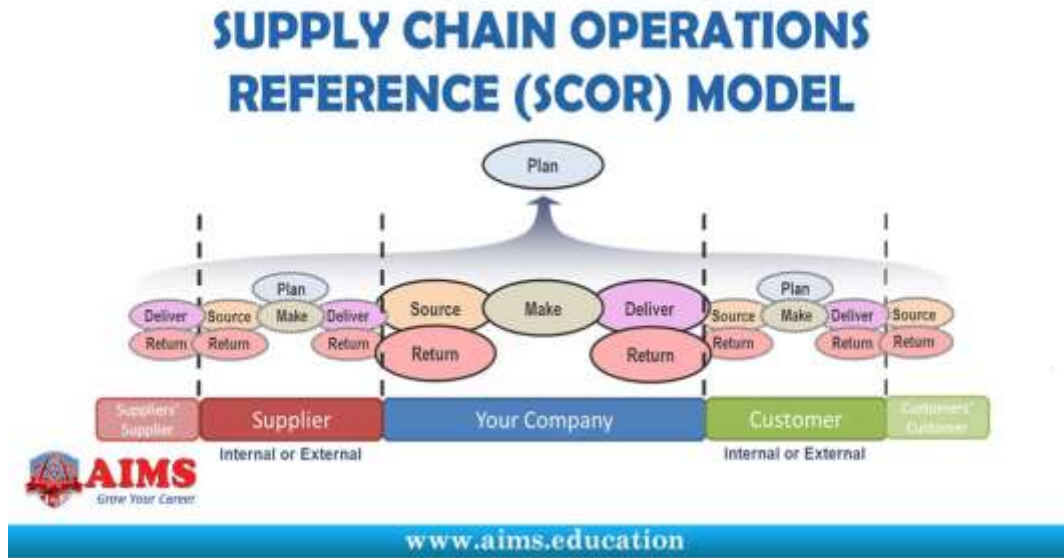 SUPPLY CHAIN OPERATIONS
REFERENCE (SCOR) MODEL
Plan
Plan
Plan
Deliver
Source
Make
Deliver
Source
Make
Deliver
Source
Make
Deliver
Source
Return
Return
Return
Return
Return
Return
Return
Return
Suppliers'
Supplier
Supplier
Your Company
Customer
Customers'
Customer
Internal or External
Internal or External
AIMS
Grow Your Career
www.aims.education